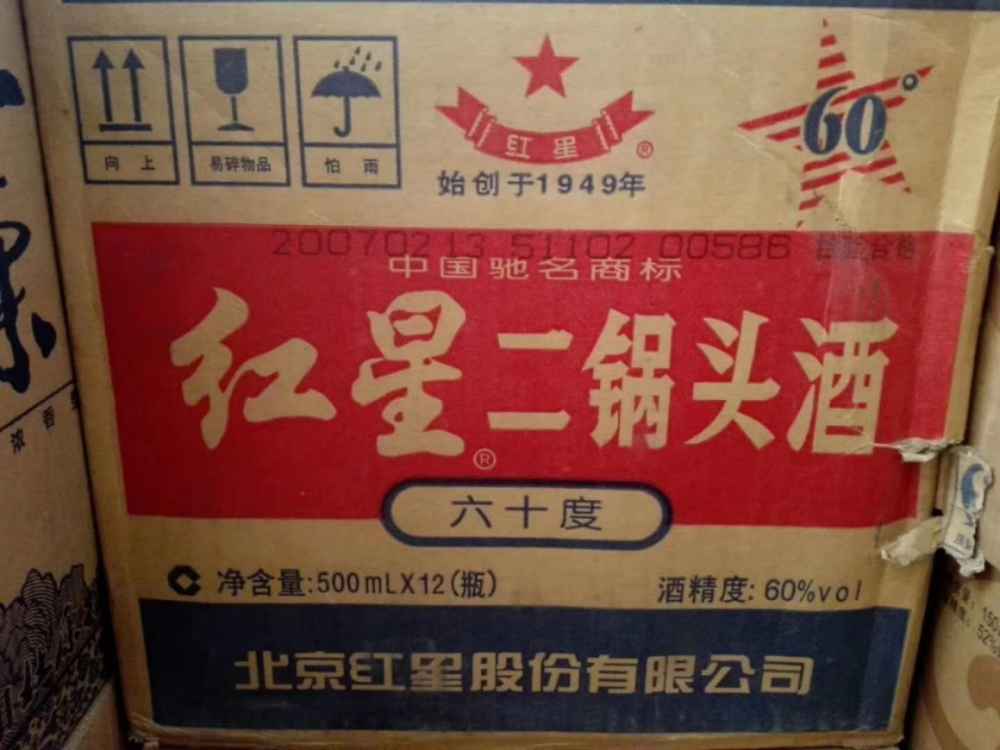 向上
易碎物品
怕雨
红星®
始创于1949年
60°
20070213 51102 00586
中国驰名商标
红星二锅头酒
®
六十度
净含量:500mLX12(瓶)
酒精度: 60%vol
北京红星股份有限公司
浓香